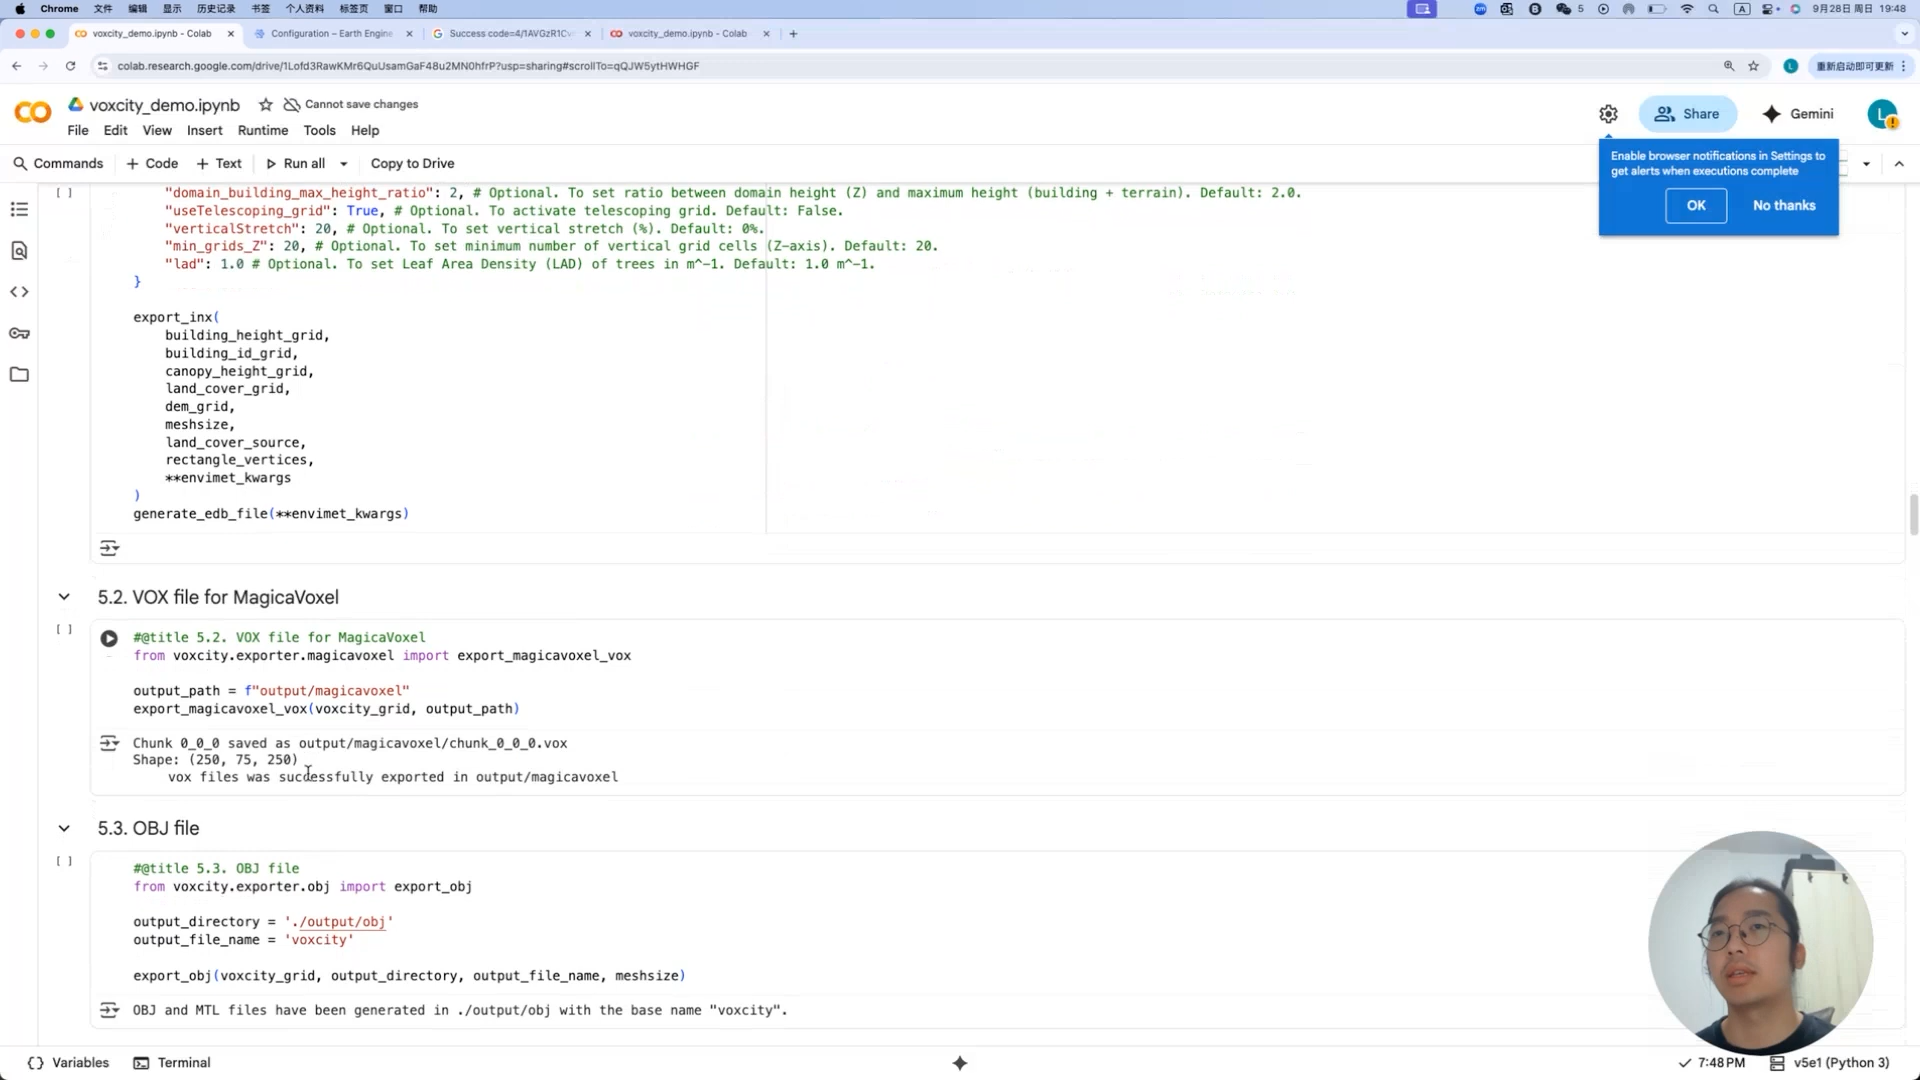 Chrome 文件 编辑 显示 历史记录 书签 个人资料 标签页 窗口 帮助 5 A 9月28日 周日 19:48
voxcity_demo.ipynb - Colab Configuration – Earth Engine Success code=4/1AVGzR1Cv voxcity_demo.ipynb - Colab
colab.research.google.com/drive/1Lofd3RawKMr6QuUsamGaF48u2MN0hfrP?usp=sharing#scrollTo=qQJW5ytHWHGF L 重新启动即可更新
voxcity_demo.ipynb Cannot save changes Share Gemini L
File Edit View Insert Runtime Tools Help
Commands + Code + Text Run all Copy to Drive
Enable browser notifications in Settings to
get alerts when executions complete
OK No thanks
[ ] "domain_building_max_height_ratio": 2, # Optional. To set ratio between domain height (Z) and maximum height (building + terrain). Default: 2.0.
"useTelescoping_grid": True, # Optional. To activate telescoping grid. Default: False.
"verticalStretch": 20, # Optional. To set vertical stretch (%). Default: 0%.
"min_grids_Z": 20, # Optional. To set minimum number of vertical grid cells (Z-axis). Default: 20.
"lad": 1.0 # Optional. To set Leaf Area Density (LAD) of trees in m^-1. Default: 1.0 m^-1.
}
export_inx(
building_height_grid,
building_id_grid,
canopy_height_grid,
land_cover_grid,
dem_grid,
meshsize,
land_cover_source,
rectangle_vertices,
**envimet_kwargs
)
generate_edb_file(**envimet_kwargs)
5.2. VOX file for MagicaVoxel
[ ] #@title 5.2. VOX file for MagicaVoxel
from voxcity.exporter.magicavoxel import export_magicavoxel_vox
output_path = f"output/magicavoxel"
export_magicavoxel_vox(voxcity_grid, output_path)
Chunk 0_0_0 saved as output/magicavoxel/chunk_0_0_0.vox
Shape: (250, 75, 250)
vox files was successfully exported in output/magicavoxel
5.3. OBJ file
[ ] #@title 5.3. OBJ file
from voxcity.exporter.obj import export_obj
output_directory = './output/obj'
output_file_name = 'voxcity'
export_obj(voxcity_grid, output_directory, output_file_name, meshsize)
OBJ and MTL files have been generated in ./output/obj with the base name "voxcity".
{} Variables Terminal 7:48 PM v5e1 (Python 3)